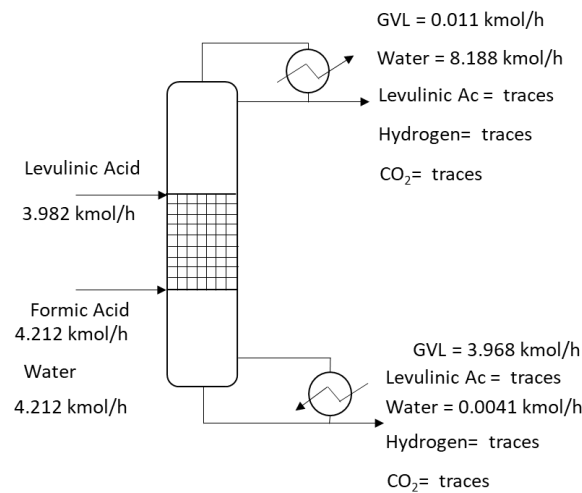 GVL = 0.011 kmol/h
Water = 8.188 kmol/h
Levulinic Ac = traces
Hydrogen= traces
CO₂= traces
Levulinic Acid
3.982 kmol/h
Formic Acid
4.212 kmol/h
Water
4.212 kmol/h
GVL = 3.968 kmol/h
Levulinic Ac = traces
Water = 0.0041 kmol/h
Hydrogen= traces
CO₂= traces